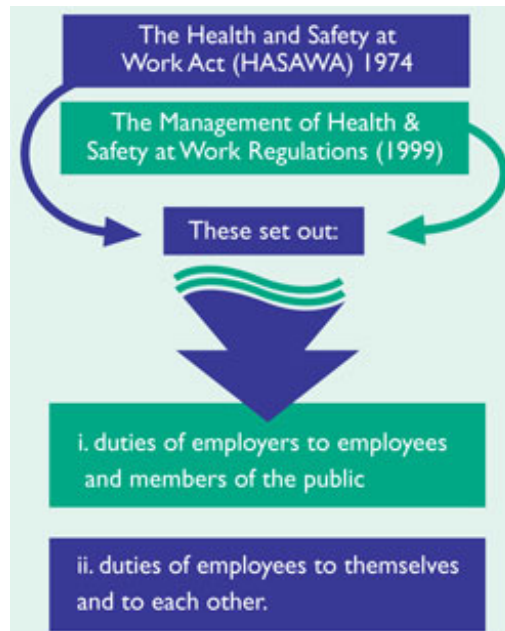 The Health and Safety at
Work Act (HASAWA) 1974
The Management of Health &
Safety at Work Regulations (1999)
These set out:
i. duties of employers to employees
and members of the public
ii. duties of employees to themselves
and to each other.